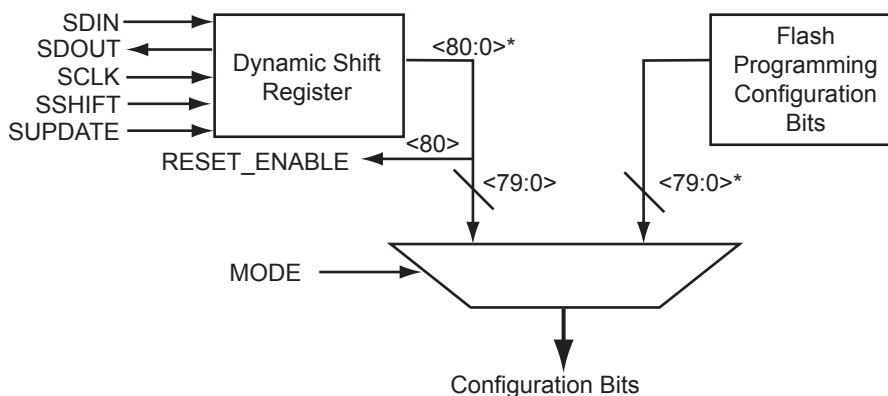 SDIN
SDOUT
SCLK
SSHIFT
SUPDATE
Dynamic Shift
Register
<80:0>*
Flash
Programming
Configuration
Bits
<80>
RESET_ENABLE
<79:0>
<79:0>*
MODE
Configuration Bits